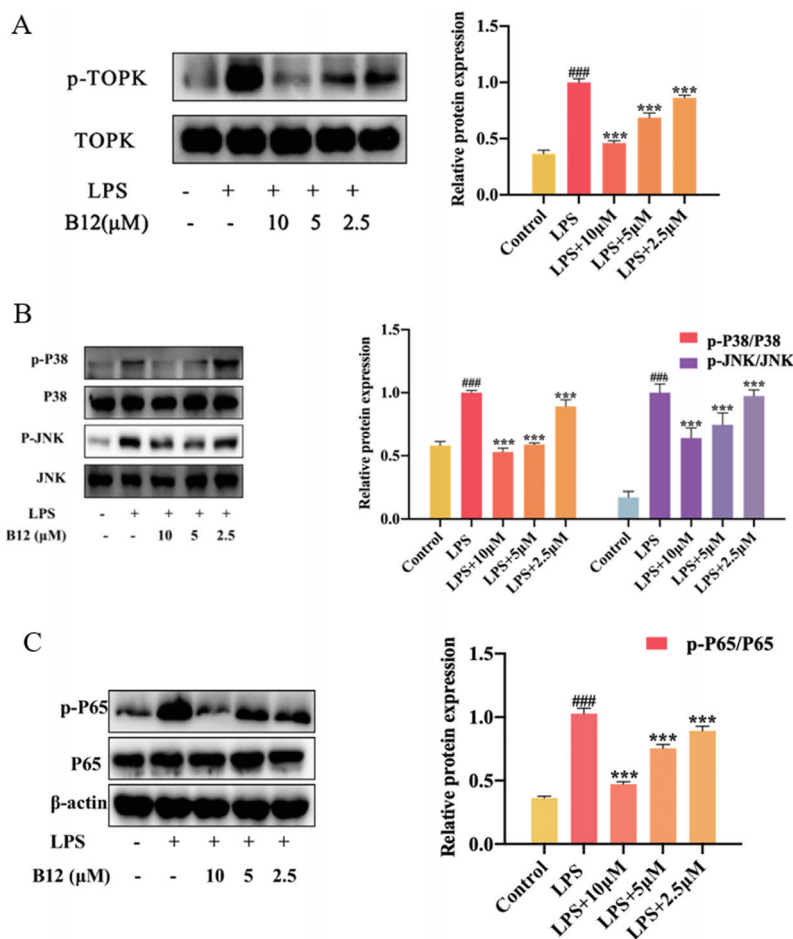 A
p-TOPK
TOPK
LPS - + + + +
B12(μM) - - 10 5 2.5
Relative protein expression
1.5
1.0
0.5
0.0
###
***
***
***
Control
LPS
LPS+10μM
LPS+5μM
LPS+2.5μM
B
p-P38
P38
P-JNK
JNK
LPS - + + + +
B12 (μM) - - 10 5 2.5
Relative protein expression
1.5
1.0
0.5
0.0
###
***
***
***
###
***
***
***
p-P38/P38
p-JNK/JNK
Control
LPS
LPS+10μM
LPS+5μM
LPS+2.5μM
Control
LPS
LPS+10μM
LPS+5μM
LPS+2.5μM
C
p-P65
P65
β-actin
LPS - + + + +
B12 (μM) - - 10 5 2.5
p-P65/P65
Relative protein expression
1.5
1.0
0.5
0.0
###
***
***
***
Control
LPS
LPS+10μM
LPS+5μM
LPS+2.5μM